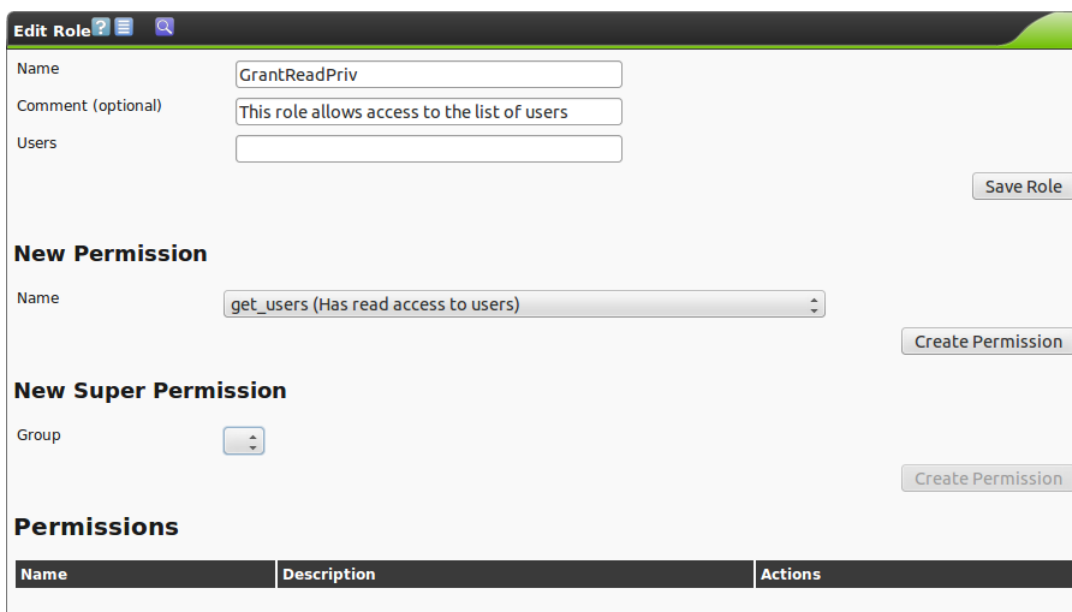 Edit Role ?
Name GrantReadPriv
Comment (optional) This role allows access to the list of users
Users
Save Role
New Permission
Name get_users (Has read access to users)
Create Permission
New Super Permission
Group
Create Permission
Permissions
Name Description Actions